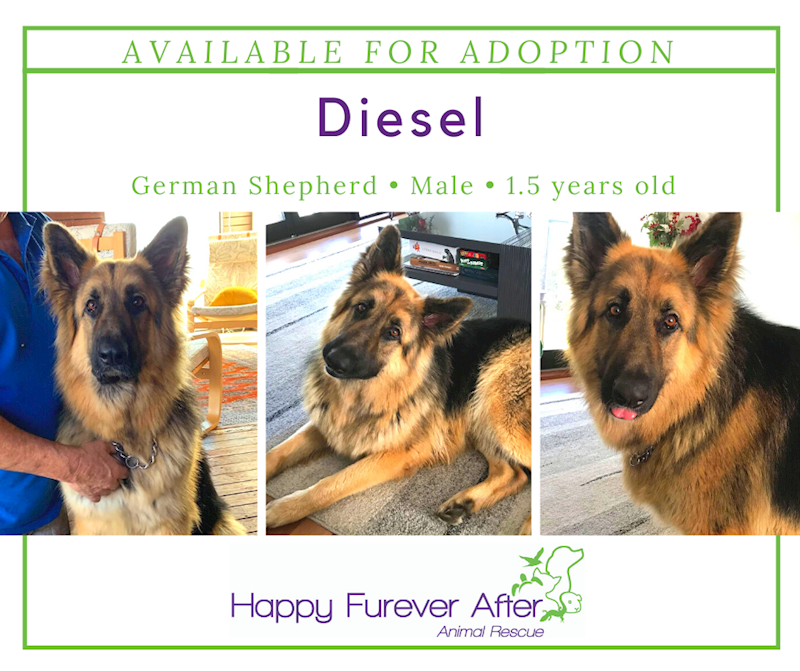 AVAILABLE FOR ADOPTION
Diesel
German Shepherd • Male • 1.5 years old
Happy Furever After
Animal Rescue